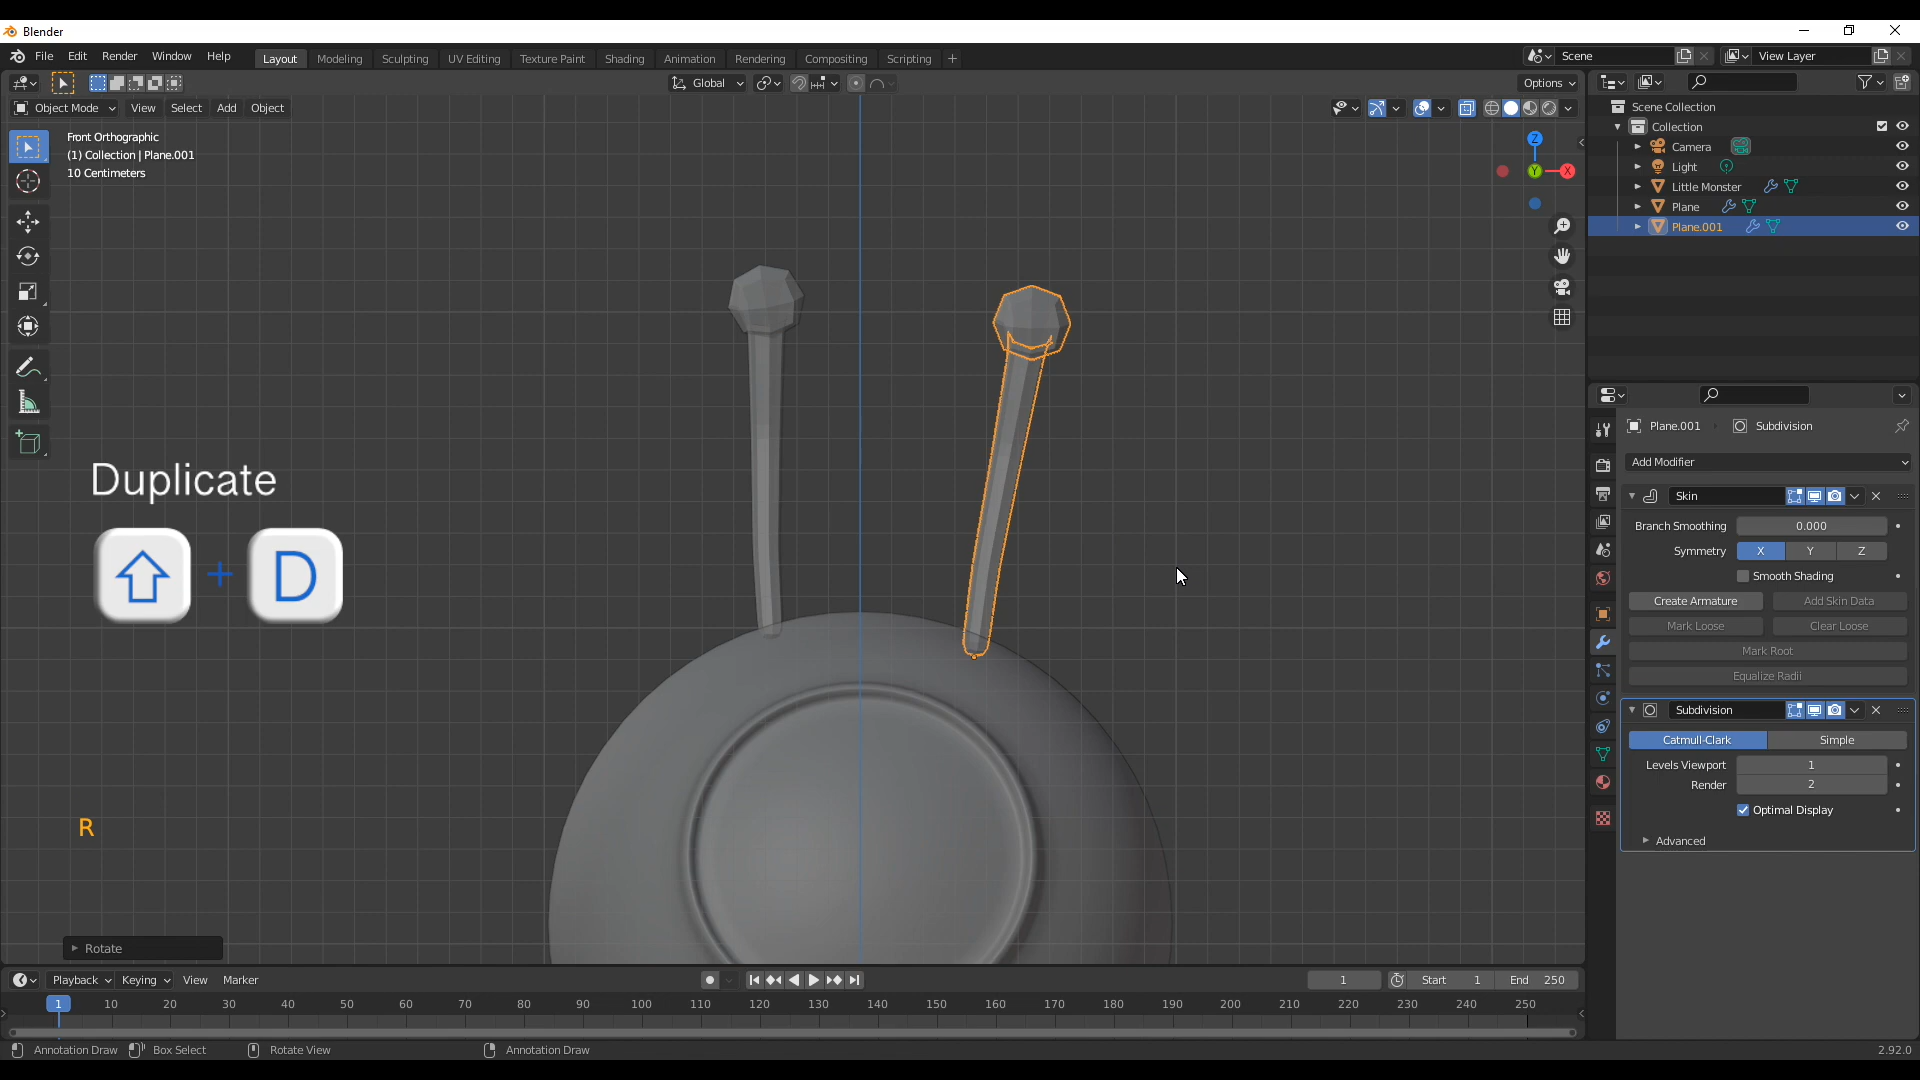 Blender
File Edit Render Window Help
Layout Modeling Sculpting UV Editing Texture Paint Shading Animation Rendering Compositing Scripting +
Scene
View Layer
Global
Options
Object Mode View Select Add Object
Front Orthographic
(1) Collection | Plane.001
10 Centimeters
Z
Y
X
Scene Collection
Collection
Camera
Light
Little Monster
Plane
Plane.001
Plane.001 Subdivision
Add Modifier
Skin
Branch Smoothing 0.000
Symmetry X Y Z
Smooth Shading
Create Armature Add Skin Data
Mark Loose Clear Loose
Mark Root
Equalize Radii
Subdivision
Catmull-Clark Simple
Levels Viewport 1
Render 2
Optimal Display
Advanced
Duplicate
+ D
R
Rotate
Playback Keying View Marker
1 Start 1 End 250
1 10 20 30 40 50 60 70 80 90 100 110 120 130 140 150 160 170 180 190 200 210 220 230 240 250
Annotation Draw Box Select Rotate View Annotation Draw
2.92.0